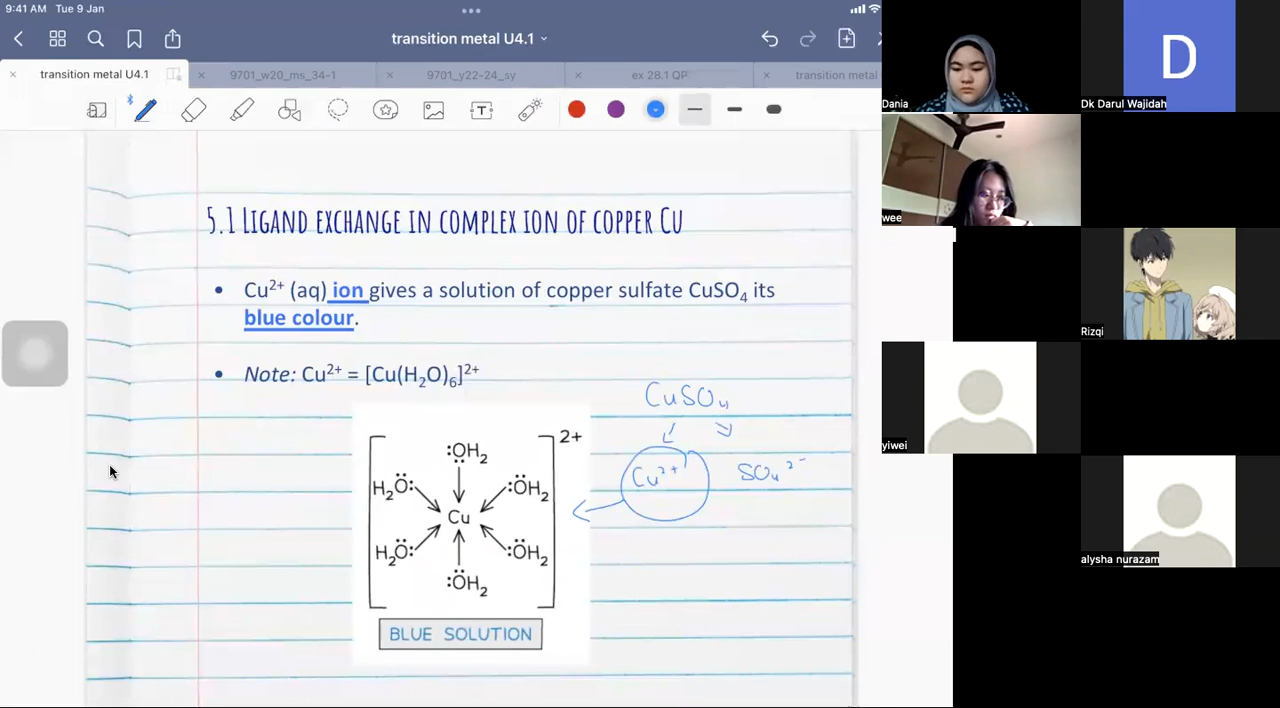 9:41 AM Tue 9 Jan
transition metal U4.1
transition metal U4.1
9701_w20_ms_34-1
9701_y22-24_sy
ex 28.1 QP
transition metal
T
5.1 LIGAND EXCHANGE IN COMPLEX ION OF COPPER CU
• Cu²⁺ (aq) ion gives a solution of copper sulfate CuSO₄ its
blue colour.
• Note: Cu²⁺ = [Cu(H₂O)₆]²⁺
CuSO₄
Cu²⁺ SO₄²⁻
2+
:ÖH₂
H₂Ö: :ÖH₂
Cu
H₂Ö: :ÖH₂
:ÖH₂
BLUE SOLUTION
Dania
D
Dk Darul Wajidah
wee
Rizqi
yiwei
alysha nurazam